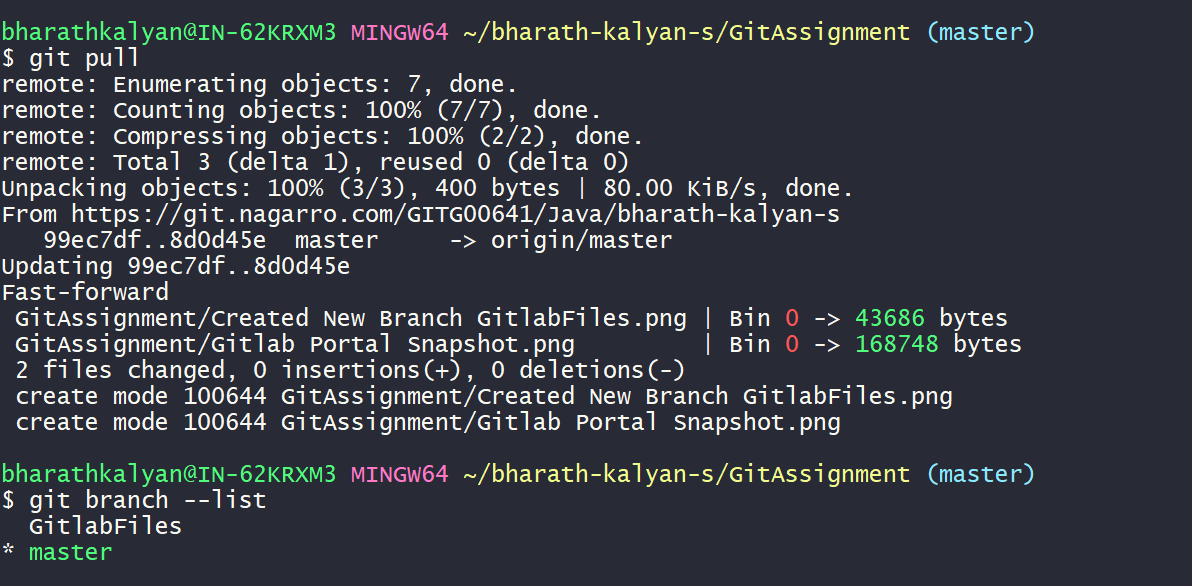 bharathkalyan@IN-62KRXM3 MINGW64 ~/bharath-kalyan-s/GitAssignment (master)
$ git pull
remote: Enumerating objects: 7, done.
remote: Counting objects: 100% (7/7), done.
remote: Compressing objects: 100% (2/2), done.
remote: Total 3 (delta 1), reused 0 (delta 0)
Unpacking objects: 100% (3/3), 400 bytes | 80.00 KiB/s, done.
From https://git.nagarro.com/GITG00641/Java/bharath-kalyan-s
   99ec7df..8d0d45e  master     -> origin/master
Updating 99ec7df..8d0d45e
Fast-forward
 GitAssignment/Created New Branch GitlabFiles.png | Bin 0 -> 43686 bytes
 GitAssignment/Gitlab Portal Snapshot.png         | Bin 0 -> 168748 bytes
 2 files changed, 0 insertions(+), 0 deletions(-)
 create mode 100644 GitAssignment/Created New Branch GitlabFiles.png
 create mode 100644 GitAssignment/Gitlab Portal Snapshot.png
bharathkalyan@IN-62KRXM3 MINGW64 ~/bharath-kalyan-s/GitAssignment (master)
$ git branch --list
  GitlabFiles
* master